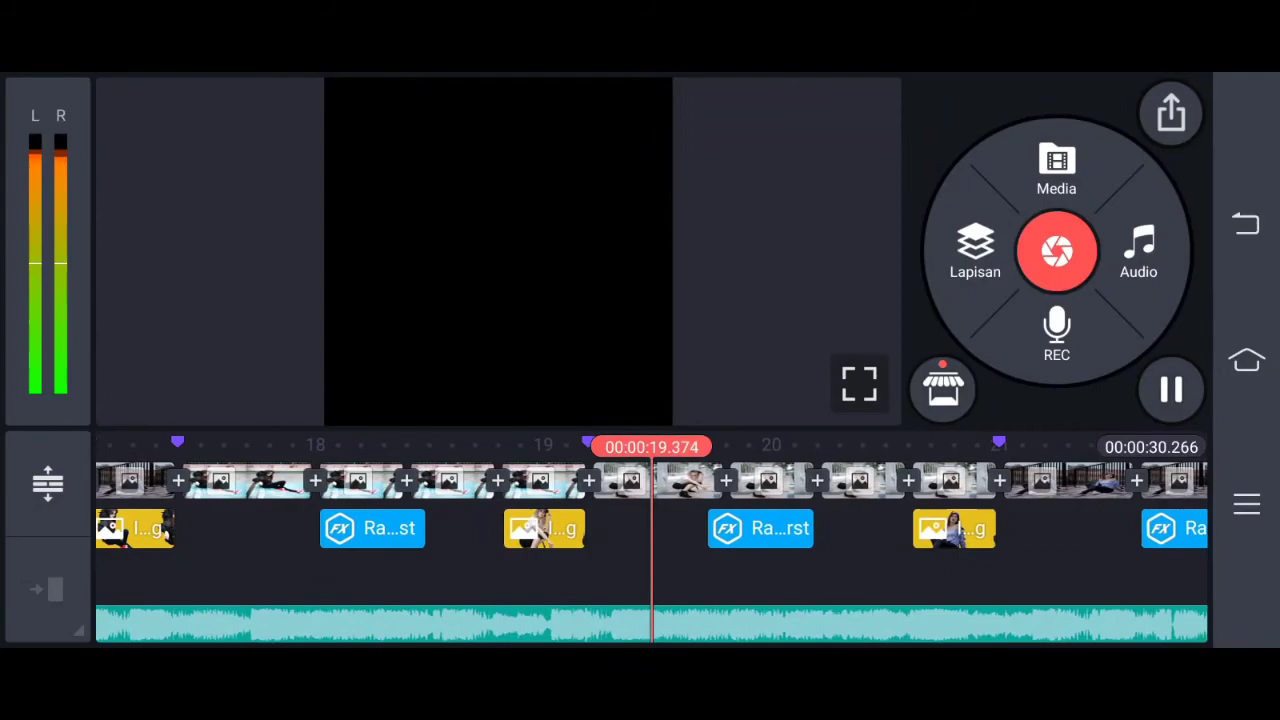 L R
Media
Lapisan
Audio
REC
18
19
00:00:19.374
20
00:00:30.266
I...g
Ra...st
I...g
Ra...rst
...g
Ra